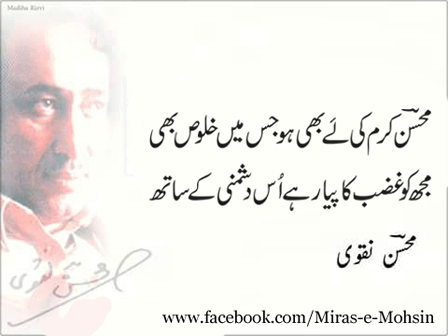 Madiha Rizvi
محسنؔ کرم کی لَے بھی ہو جس میں خلوص بھی
مجھ کو غضب کا پیار ہے اُس دشمنی کے ساتھ
محسنؔ نقوی
محسن نقوی
www.facebook.com/Miras-e-Mohsin